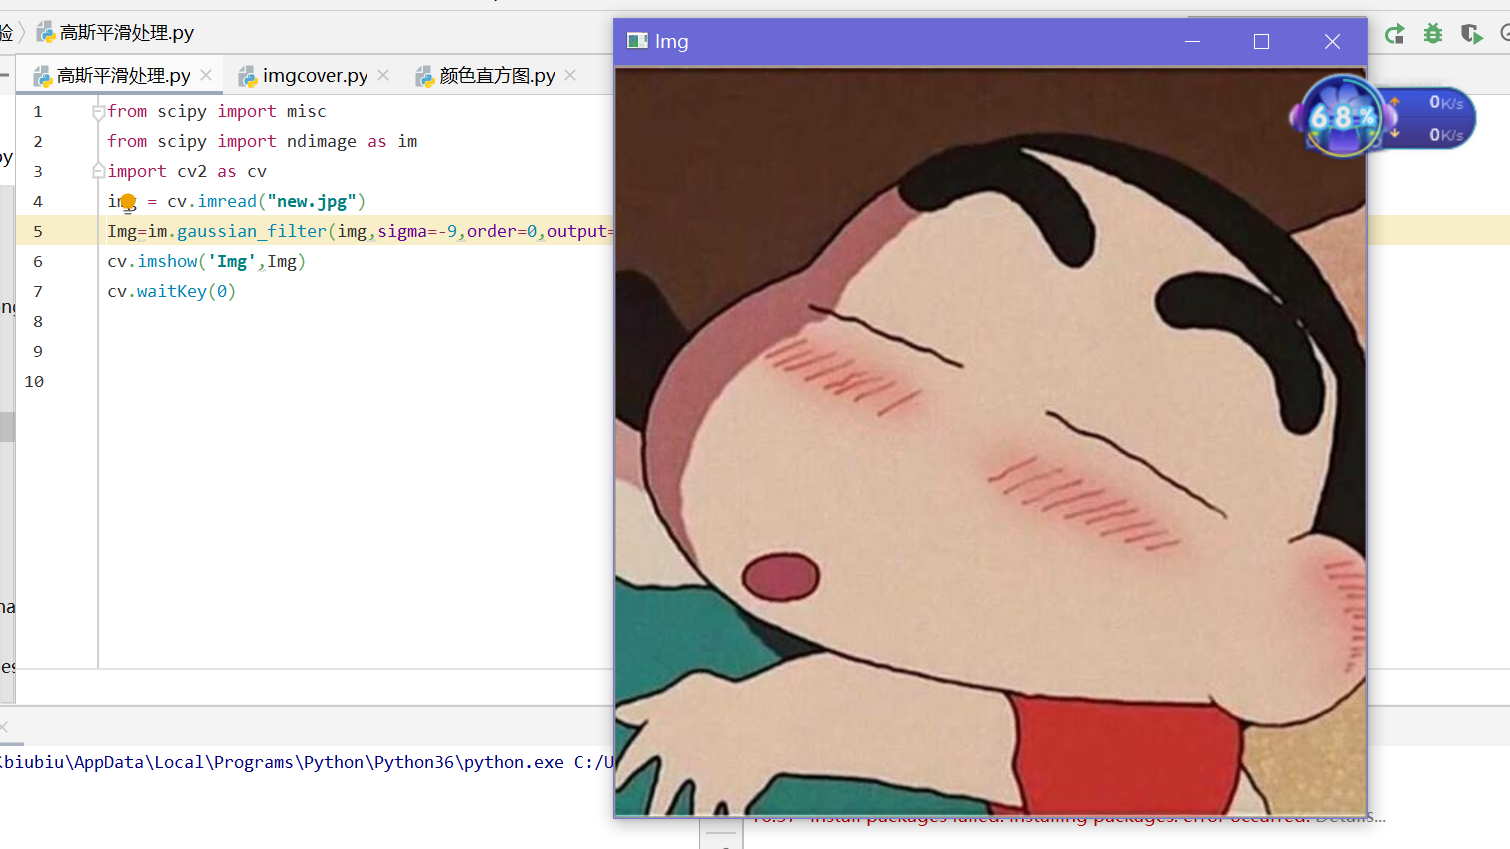 验 高斯平滑处理.py
高斯平滑处理.py imgcover.py 颜色直方图.py
Img
68% 0K/s
0K/s
1 from scipy import misc
2 from scipy import ndimage as im
3 import cv2 as cv
4 img = cv.imread("new.jpg")
5 Img=im.gaussian_filter(img,sigma=-9,order=0,output=
6 cv.imshow('Img',Img)
7 cv.waitKey(0)
8
9
10
biubiu\AppData\Local\Programs\Python\Python36\python.exe C:/U
Install packages failed: Installing packages: error occurred. Details...